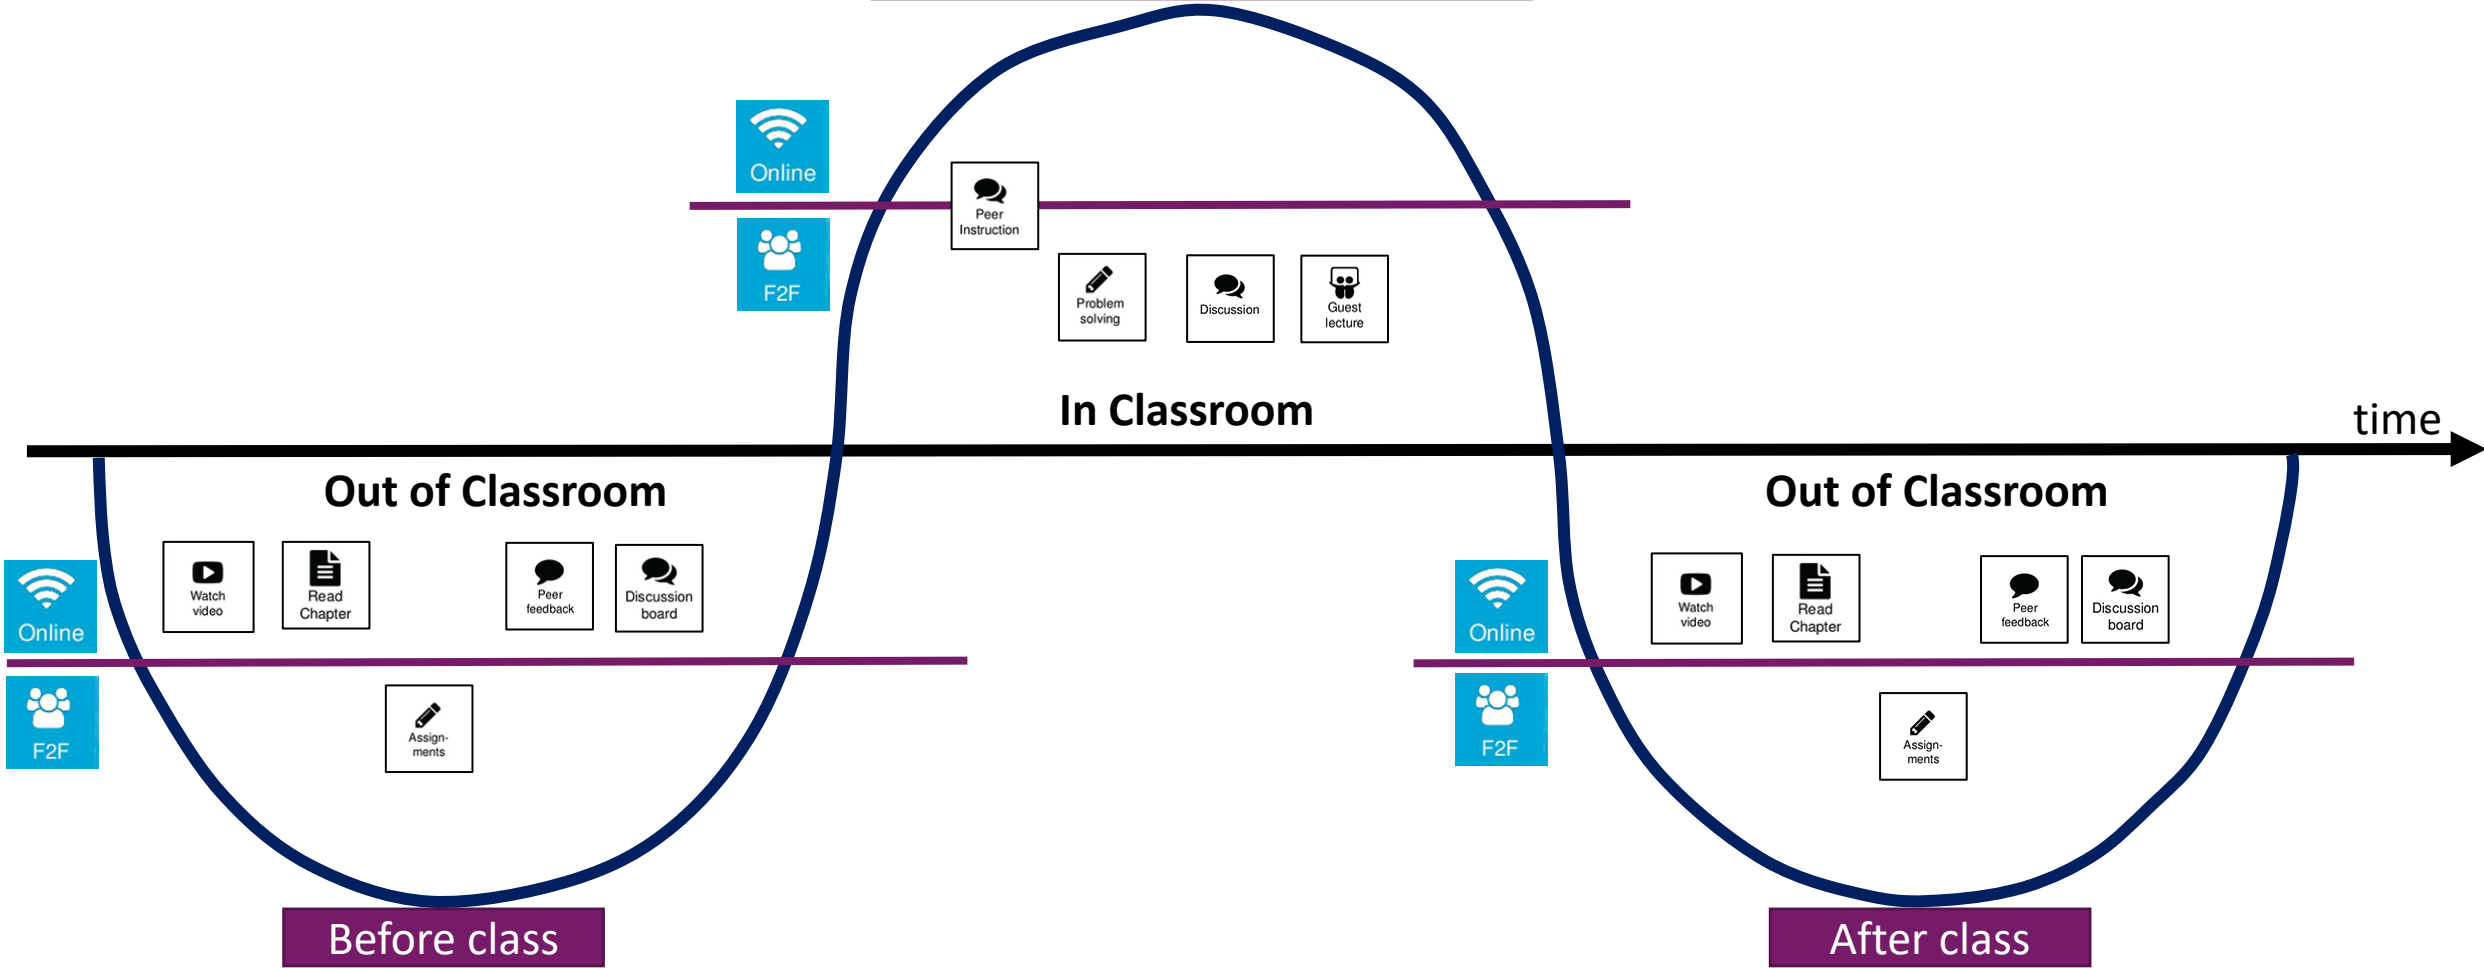 Online
F2F
Peer
Instruction
Problem
solving
Discussion
Guest
lecture
In Classroom
time
Out of Classroom
Out of Classroom
Online
F2F
Watch
video
Read
Chapter
Peer
feedback
Discussion
board
Assign-
ments
Online
F2F
Watch
video
Read
Chapter
Peer
feedback
Discussion
board
Assign-
ments
Before class
After class